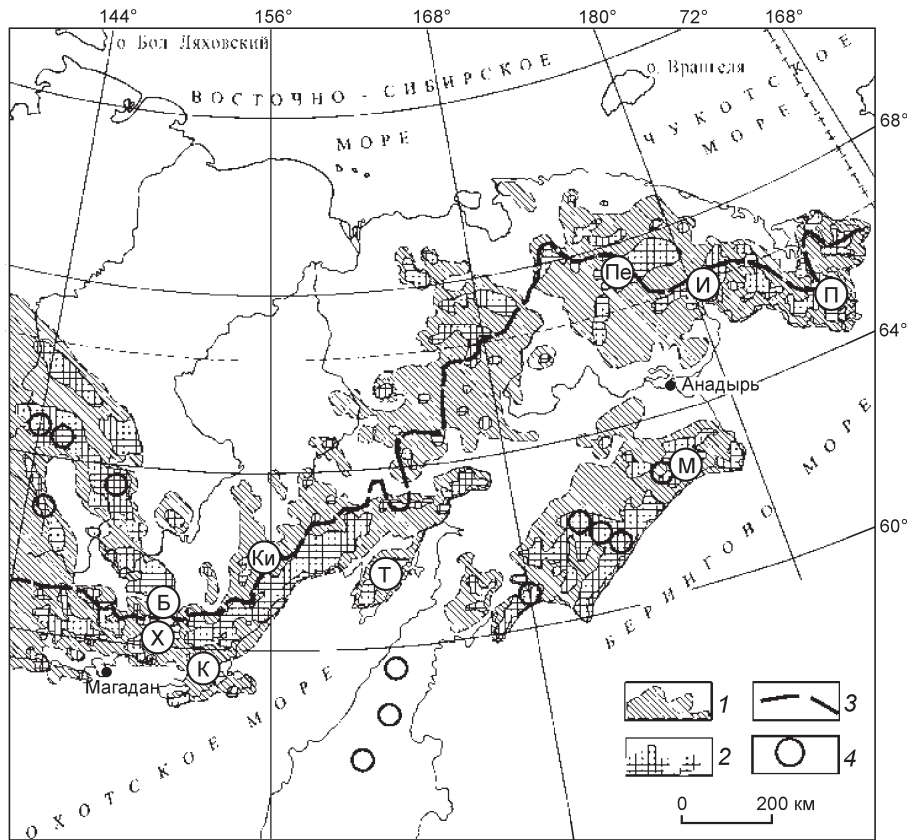 144° 156° 168° 180° 72° 168°
о Бол Ляховский
о. Врангеля
ВОСТОЧНО - СИБИРСКОЕ
МОРЕ
ЧУКОТСКОЕ
МОРЕ
68°
Пе
И
П
64°
Анадырь
М
БЕРИНГОВО МОРЕ
60°
Ки
Т
Б
Х
К
Магадан
ОХОТСКОЕ МОРЕ
1 3
2 4
0 200 км